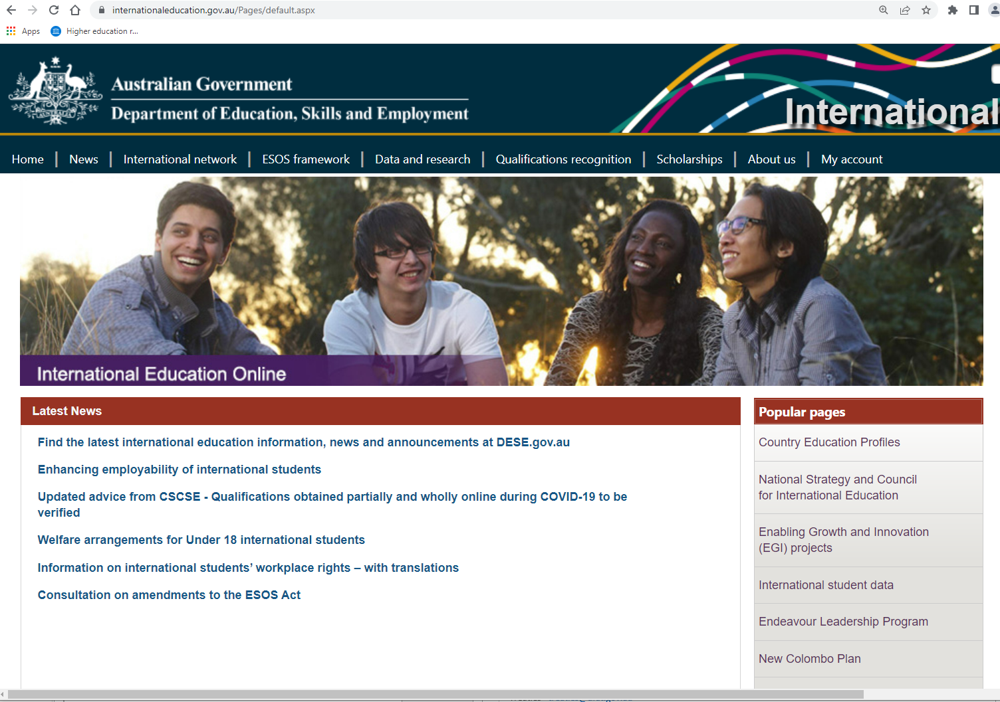 internationaleducation.gov.au/Pages/default.aspx
Apps
Higher education r...
Australian Government
Department of Education, Skills and Employment
International
Home | News | International network | ESOS framework | Data and research | Qualifications recognition | Scholarships | About us | My account
International Education Online
Latest News
Find the latest international education information, news and announcements at DESE.gov.au
Enhancing employability of international students
Updated advice from CSCSE - Qualifications obtained partially and wholly online during COVID-19 to be
verified
Welfare arrangements for Under 18 international students
Information on international students’ workplace rights – with translations
Consultation on amendments to the ESOS Act
Popular pages
Country Education Profiles
National Strategy and Council
for International Education
Enabling Growth and Innovation
(EGI) projects
International student data
Endeavour Leadership Program
New Colombo Plan